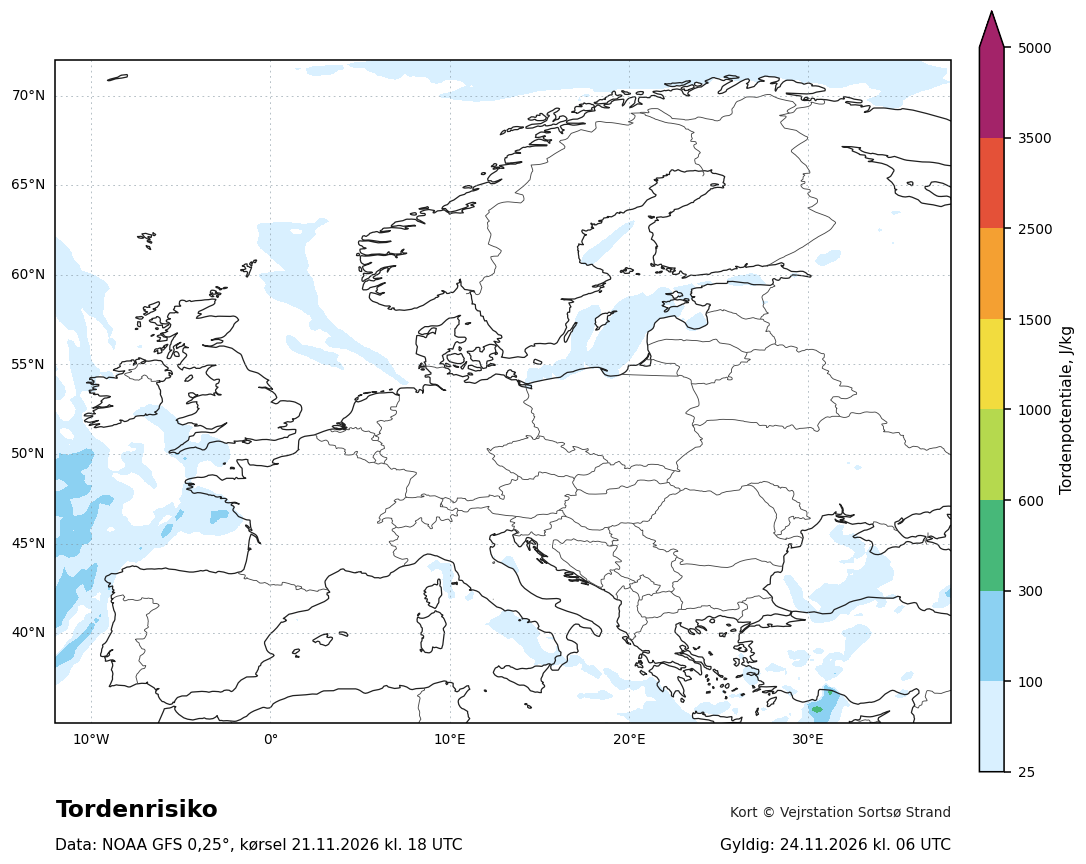 5000
3500
2500
1500
1000
600
300
100
25
Tordenpotentiale, J/kg
70°N
65°N
60°N
55°N
50°N
45°N
40°N
10°W
0°
10°E
20°E
30°E
Tordenrisiko
Kort © Vejrstation Sortsø Strand
Data: NOAA GFS 0,25°, kørsel 21.11.2026 kl. 18 UTC
Gyldig: 24.11.2026 kl. 06 UTC